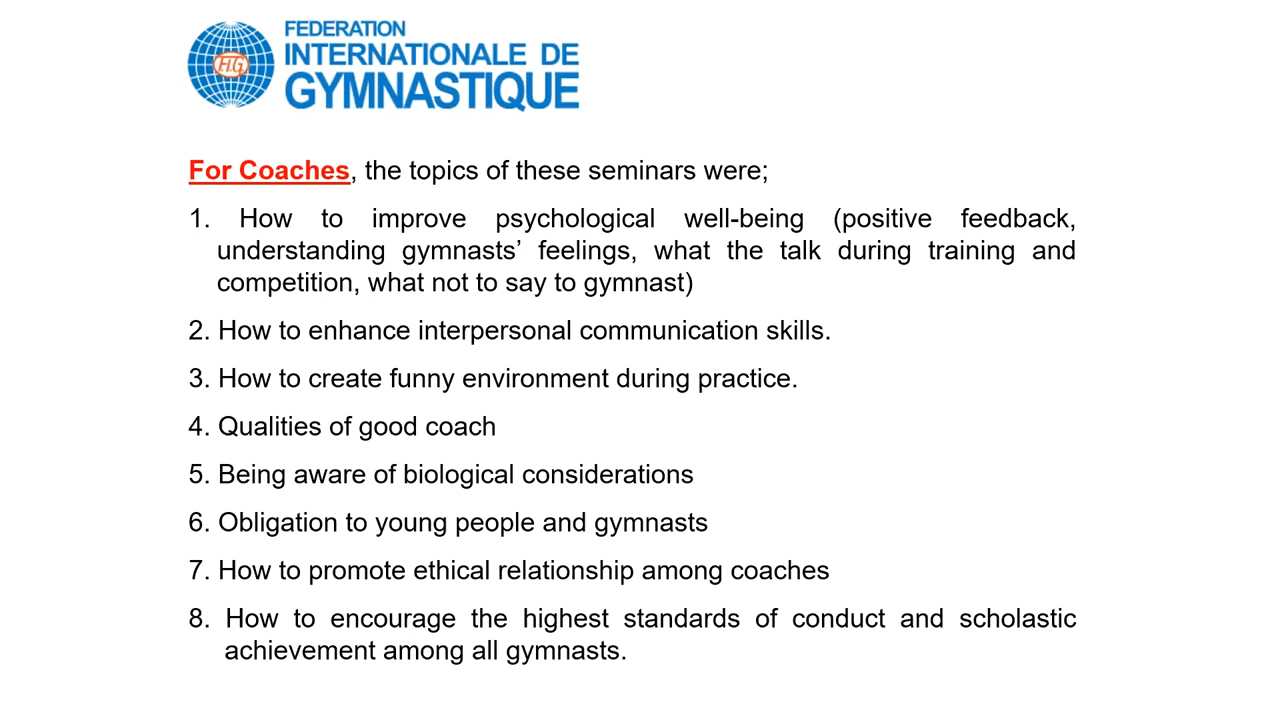 FEDERATION
INTERNATIONALE DE
GYMNASTIQUE
F.I.G
For Coaches, the topics of these seminars were;
1. How to improve psychological well-being (positive feedback,
understanding gymnasts’ feelings, what the talk during training and
competition, what not to say to gymnast)
2. How to enhance interpersonal communication skills.
3. How to create funny environment during practice.
4. Qualities of good coach
5. Being aware of biological considerations
6. Obligation to young people and gymnasts
7. How to promote ethical relationship among coaches
8. How to encourage the highest standards of conduct and scholastic
achievement among all gymnasts.